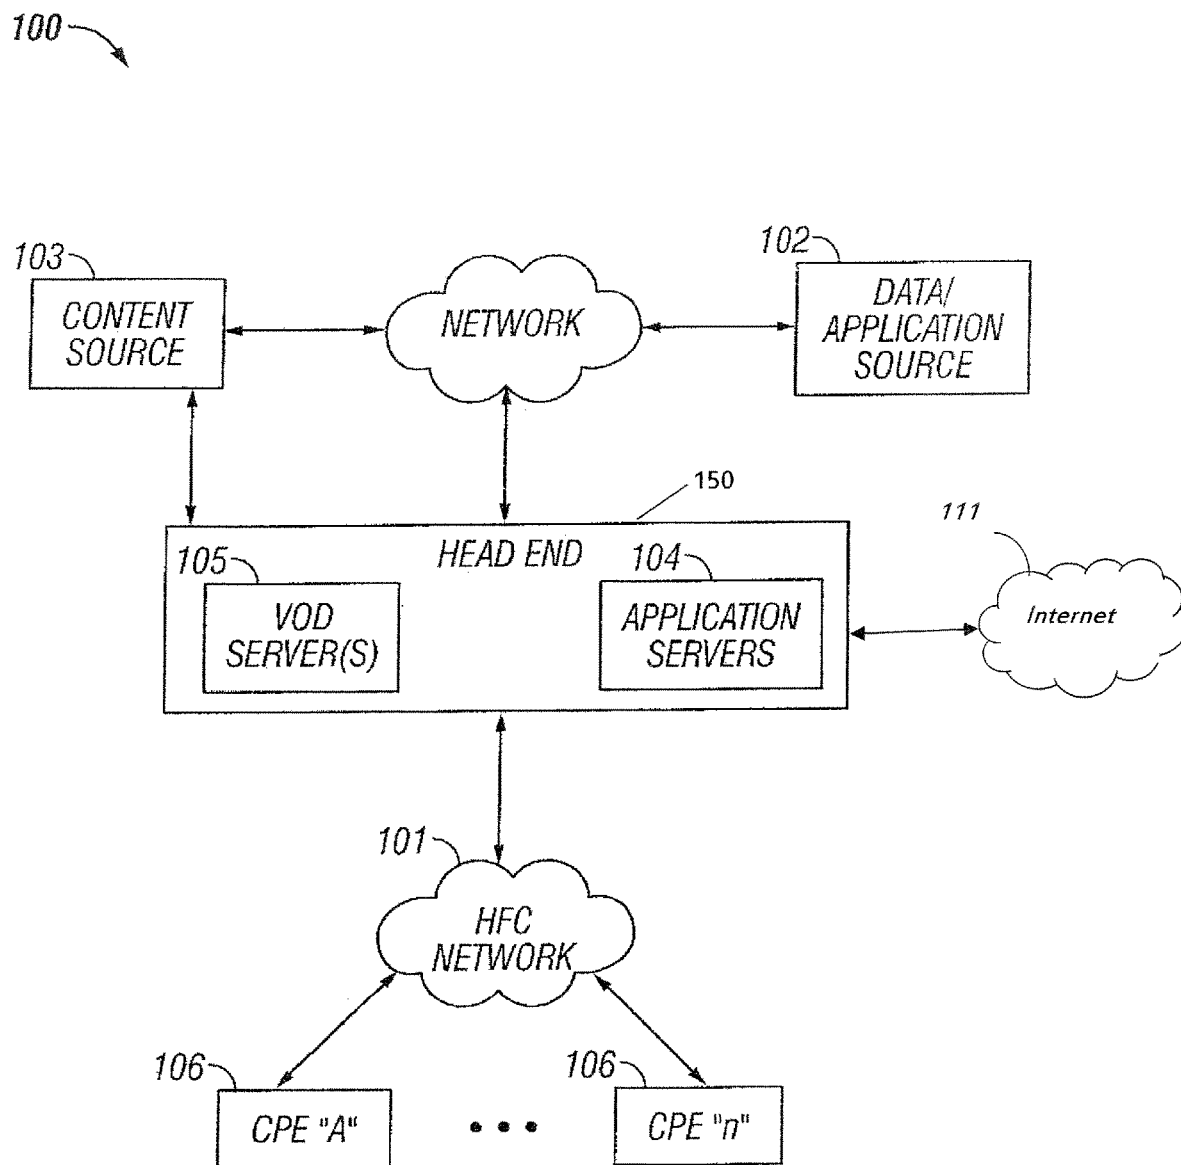 100
103
CONTENT
SOURCE
NETWORK
102
DATA/
APPLICATION
SOURCE
150
HEAD END
105
VOD
SERVER(S)
104
APPLICATION
SERVERS
111
Internet
101
HFC
NETWORK
106
CPE "A"
• • •
106
CPE "n"